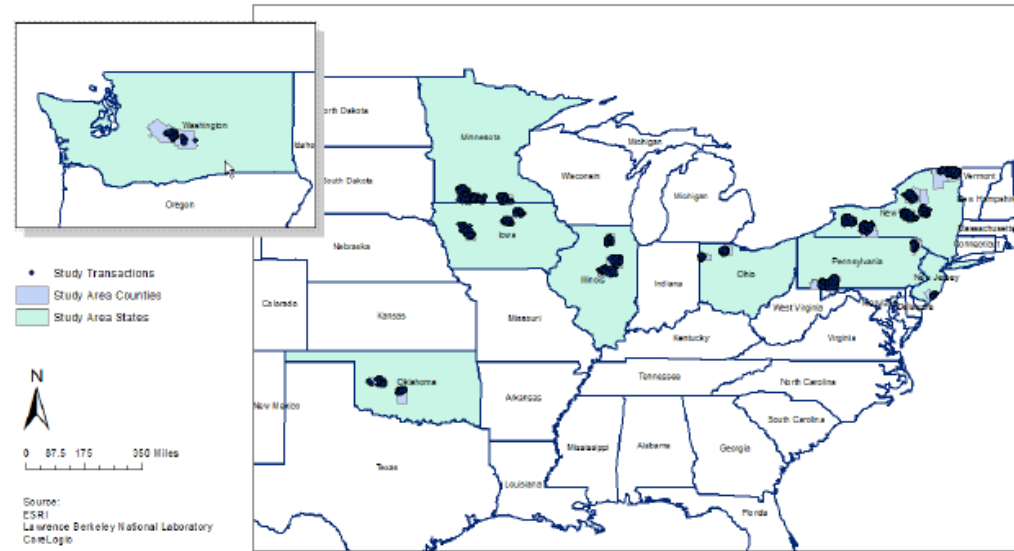 Washington
Idaho
Oregon
North Dakota
South Dakota
Nebraska
Minnesota
Wisconsin
Michigan
Michigan
Iowa
Illinois
Indiana
Ohio
Pennsylvania
New
Vermont
New Hampshire
Massachusetts
Connecticut
New Jersey
Delaware
West Virginia
Virginia
Kentucky
Colorado
Kansas
Missouri
Oklahoma
New Mexico
Arkansas
Tennessee
North Carolina
South Carolina
Mississippi
Alabama
Georgia
Texas
Louisiana
Florida
Study Transactions
Study Area Counties
Study Area States
N
0 87.5 175 350 Miles
Source:
ESRI
Lawrence Berkeley National Laboratory
CoreLogic